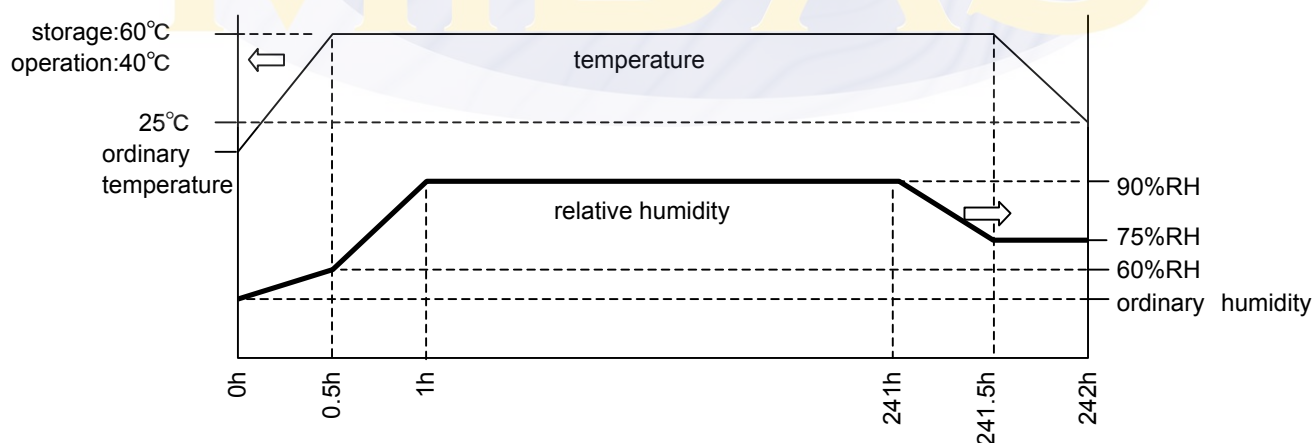 storage:60℃
operation:40℃
temperature
25℃
ordinary
temperature
90%RH
relative humidity
75%RH
60%RH
ordinary humidity
0h
0.5h
1h
241h
241.5h
242h